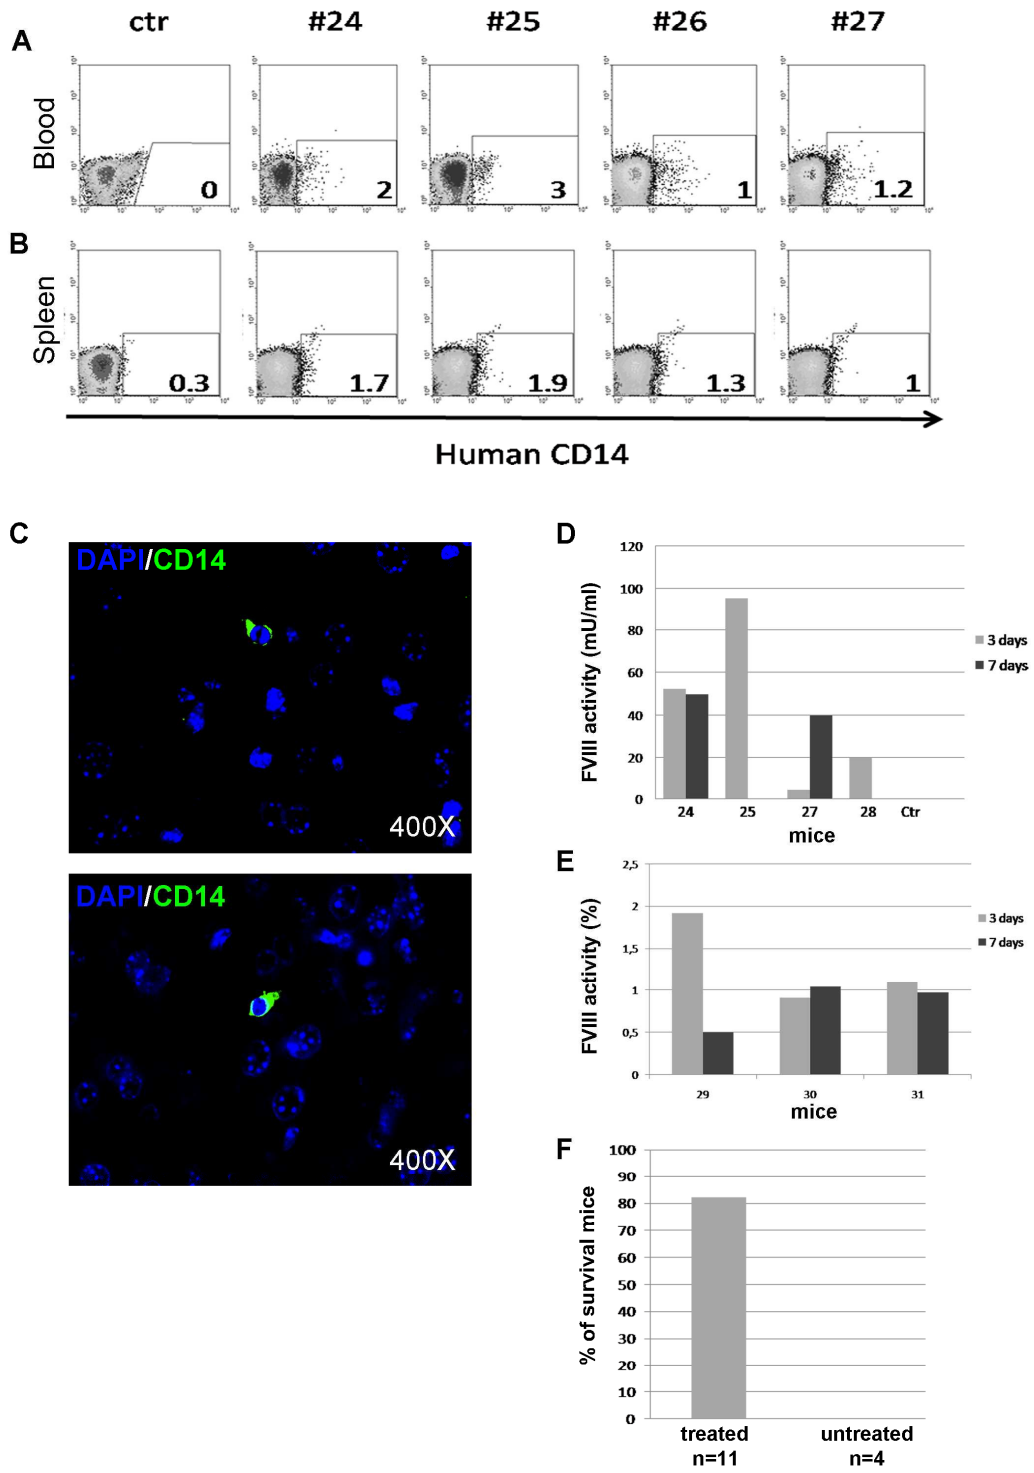 ctr #24 #25 #26 #27
A
Blood
0 2 3 1 1.2
B
Spleen
0.3 1.7 1.9 1.3 1
Human CD14
C
DAPI/CD14
400X
DAPI/CD14
400X
D
FVIII activity (mU/ml)
120
100
80
60
40
20
0
24 25 27 28 Ctr
mice
3 days
7 days
E
FVIII activity (%)
2,5
2
1,5
1
0,5
0
29 30 31
mice
3 days
7 days
F
% of survival mice
100
90
80
70
60
50
40
30
20
10
0
treated untreated
n=11 n=4